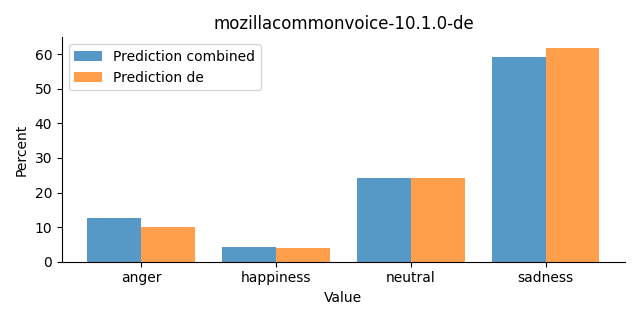 mozillacommonvoice-10.1.0-de
Prediction combined
Prediction de
Percent
60
50
40
30
20
10
0
anger happiness neutral sadness
Value